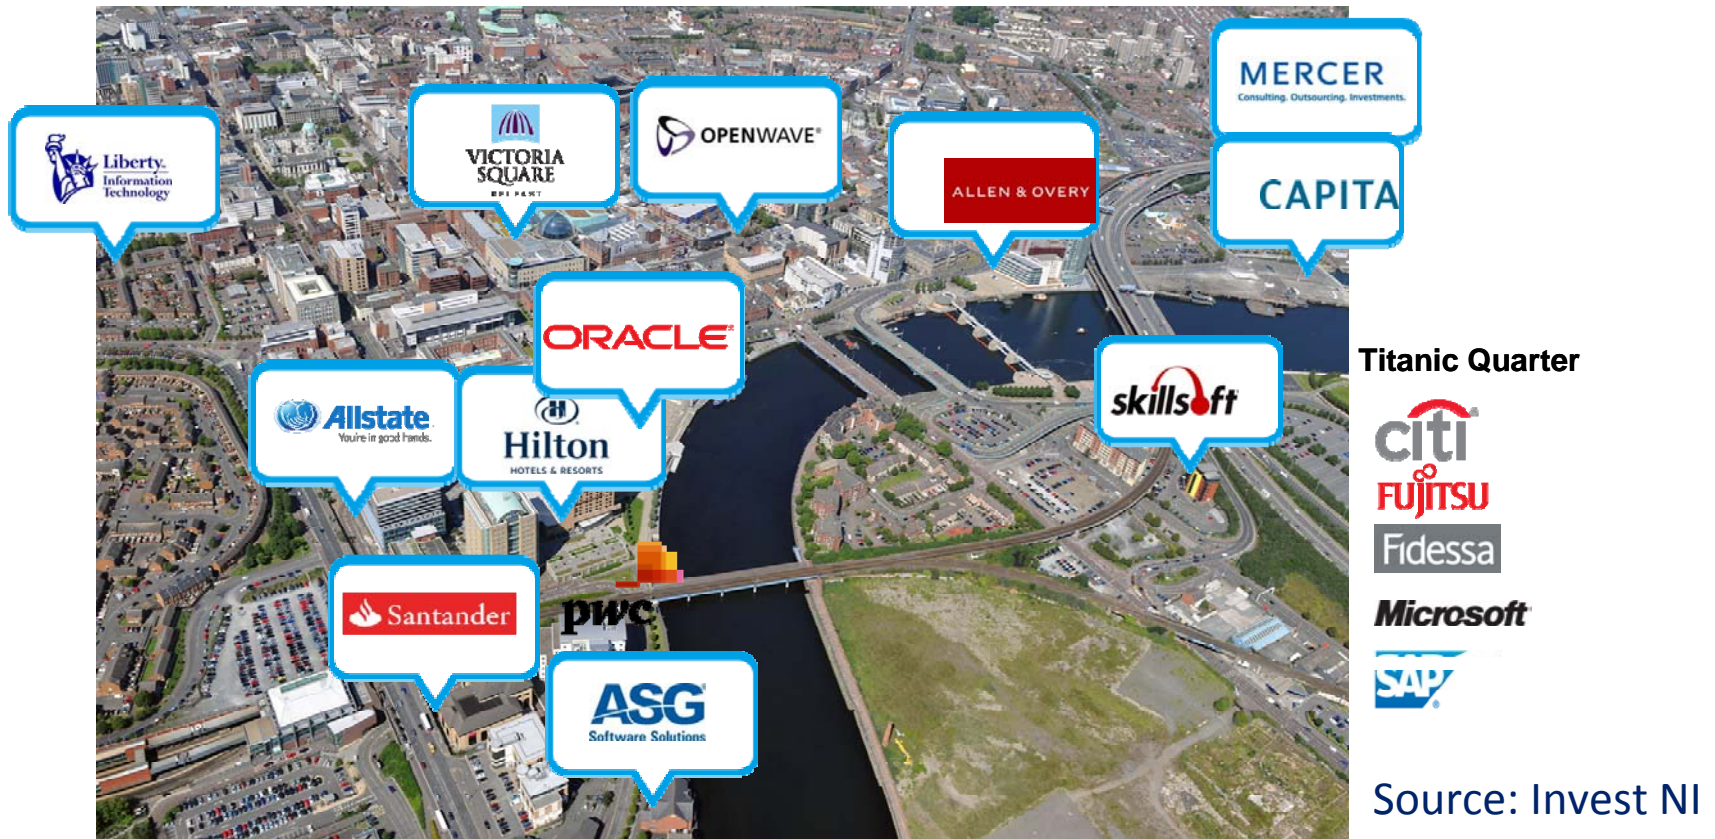 MERCER
Consulting. Outsourcing. Investments.
Liberty.
Information
Technology
VICTORIA
SQUARE
BELFAST
OPENWAVE®
ALLEN & OVERY
CAPITA
ORACLE®
Titanic Quarter
Allstate
You're in good hands.
Hilton
HOTELS & RESORTS
skillsoft
citi
FUJITSU
Fidessa
Santander
pwc
Microsoft
ASG
Software Solutions
SAP®
Source: Invest NI